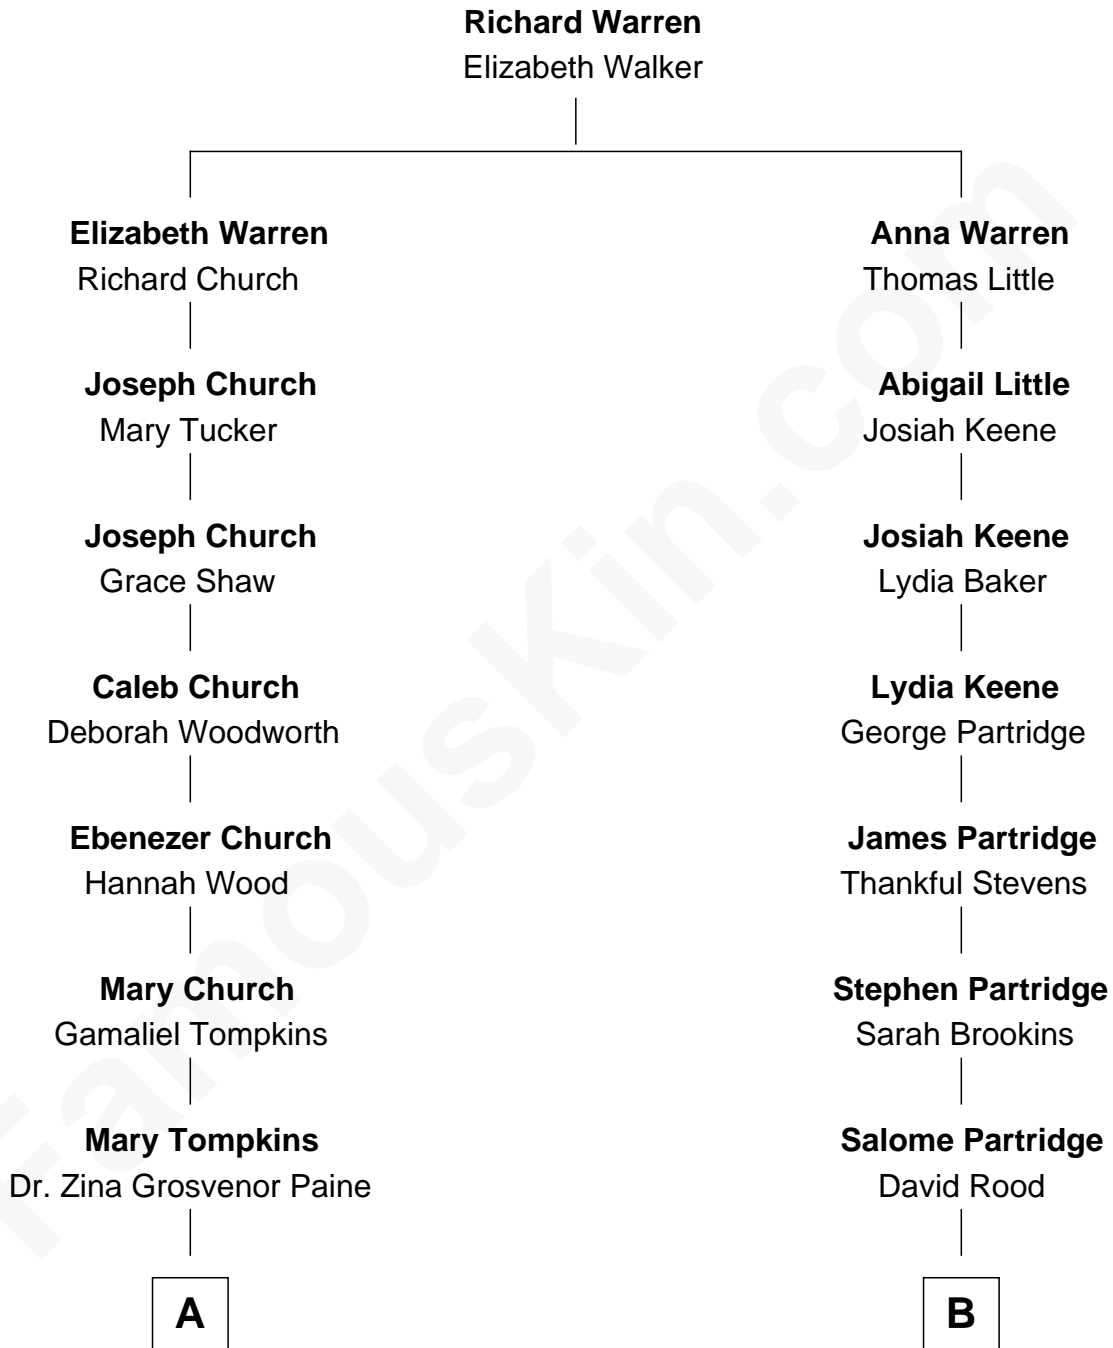 Richard Warren
Elizabeth Walker
Elizabeth Warren
Richard Church
Anna Warren
Thomas Little
Joseph Church
Mary Tucker
Abigail Little
Josiah Keene
Joseph Church
Grace Shaw
Josiah Keene
Lydia Baker
Caleb Church
Deborah Woodworth
Lydia Keene
George Partridge
Ebenezer Church
Hannah Wood
James Partridge
Thankful Stevens
Mary Church
Gamaliel Tompkins
Stephen Partridge
Sarah Brookins
Mary Tompkins
Dr. Zina Grosvenor Paine
Salome Partridge
David Rood
A
B
FamousKin.com